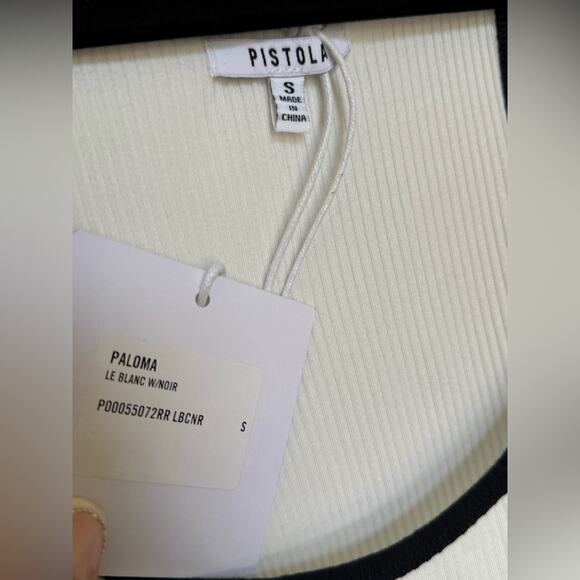 PISTOLA
S
MADE
IN
CHINA
PALOMA
LE BLANC W/NOIR
P00055072RR LBCNR
S